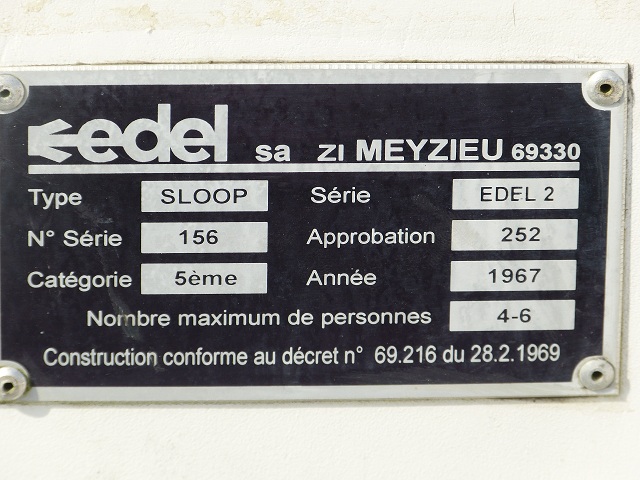 edel sa ZI MEYZIEU 69330
Type SLOOP Série EDEL 2
N° Série 156 Approbation 252
Catégorie 5ème Année 1967
Nombre maximum de personnes 4-6
Construction conforme au décret n° 69.216 du 28.2.1969